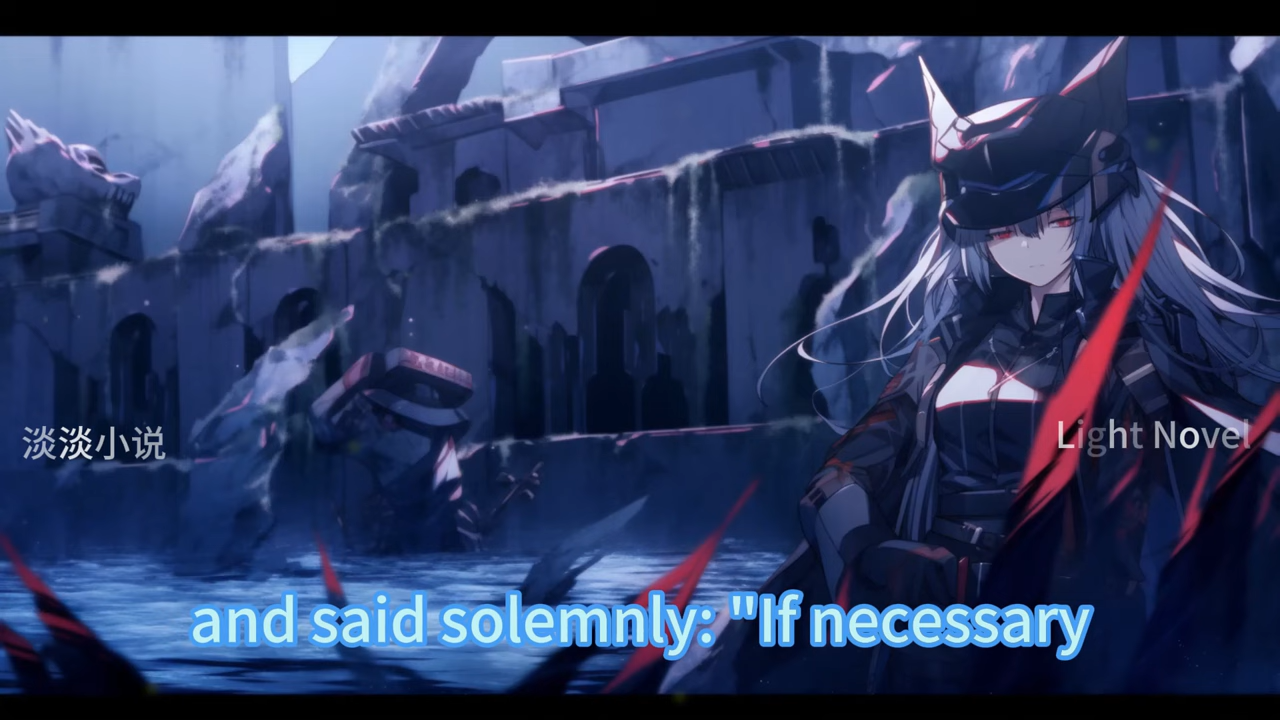 淡淡小说
Light Novel
and said solemnly: "If necessary